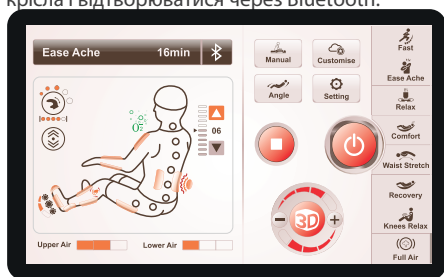 крісла і відтворюватися через Bluetooth.
Ease Ache 16min
Manual Customise
Angle Setting
O2
06
3D
Upper Air Lower Air
Fast
Ease Ache
Relax
Comfort
Waist Stretch
Recovery
Knees Relax
Full Air